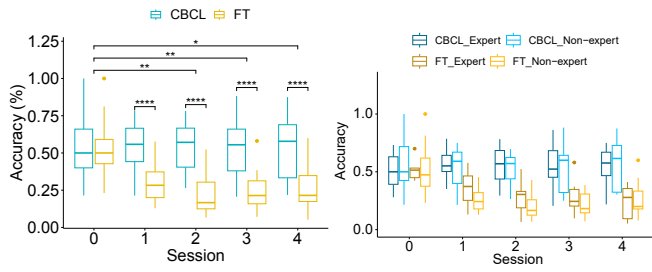 CBCL FT
Accuracy (%)
1.25
1.00
0.75
0.50
0.25
0.00
*
**
**
**** **** **** ****
0 1 2 3 4
Session
CBCL_Expert CBCL_Non-expert
FT_Expert FT_Non-expert
Accuracy
1.0
0.5
0.0
0 1 2 3 4
Session